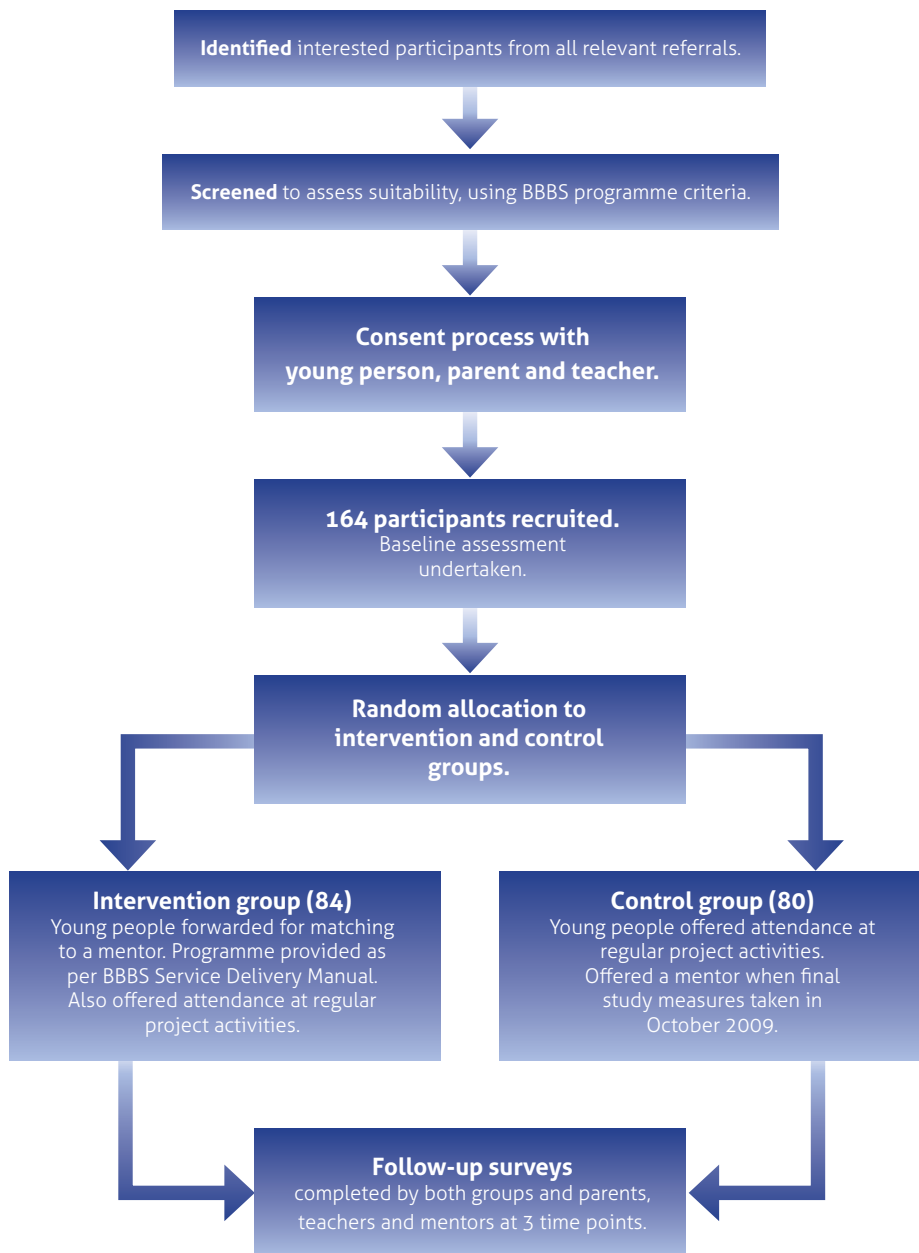 Identified interested participants from all relevant referrals.
Screened to assess suitability, using BBBS programme criteria.
Consent process with
young person, parent and teacher.
164 participants recruited.
Baseline assessment
undertaken.
Random allocation to
intervention and control
groups.
Intervention group (84)
Young people forwarded for matching
to a mentor. Programme provided as
per BBBS Service Delivery Manual.
Also offered attendance at regular
project activities.
Control group (80)
Young people offered attendance at
regular project activities.
Offered a mentor when final
study measures taken in
October 2009.
Follow-up surveys
completed by both groups and parents,
teachers and mentors at 3 time points.